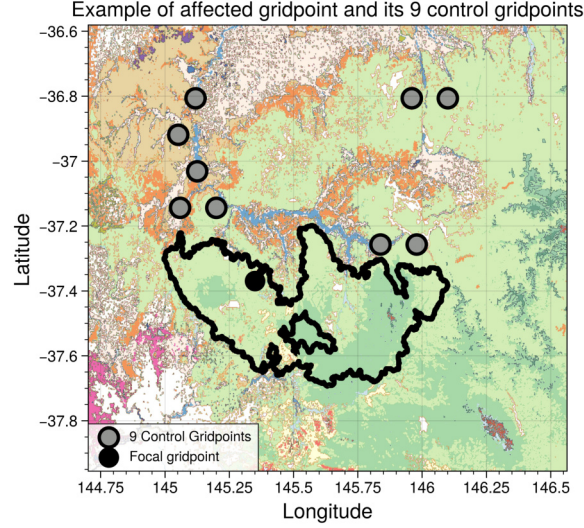 Example of affected gridpoint and its 9 control gridpoints
−36.6
−36.8
−37
−37.2
−37.4
−37.6
−37.8
Latitude
9 Control Gridpoints
Focal gridpoint
144.75 145 145.25 145.5 145.75 146 146.25 146.5
Longitude